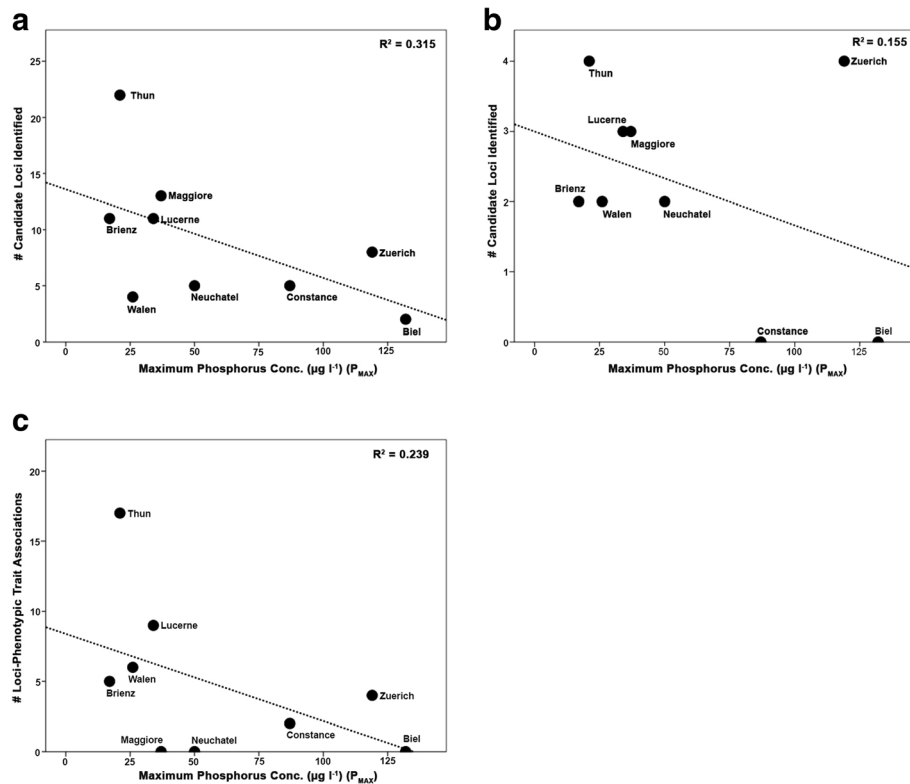 a
R² = 0.315
25
20
15
10
5
0
# Candidate Loci Identified
Thun
Maggiore
Brienz
Lucerne
Zuerich
Walen
Neuchatel
Constance
Biel
0 25 50 75 100 125
Maximum Phosphorus Conc. (µg l⁻¹) (PMAX)
b
R² = 0.155
4
3
2
1
0
# Candidate Loci Identified
Thun
Zuerich
Lucerne
Maggiore
Brienz
Walen
Neuchatel
Constance
Biel
0 25 50 75 100 125
Maximum Phosphorus Conc. (µg l⁻¹) (PMAX)
c
R² = 0.239
20
15
10
5
0
# Loci-Phenotypic Trait Associations
Thun
Lucerne
Walen
Brienz
Zuerich
Maggiore
Neuchatel
Constance
Biel
0 25 50 75 100 125
Maximum Phosphorus Conc. (µg l⁻¹) (PMAX)